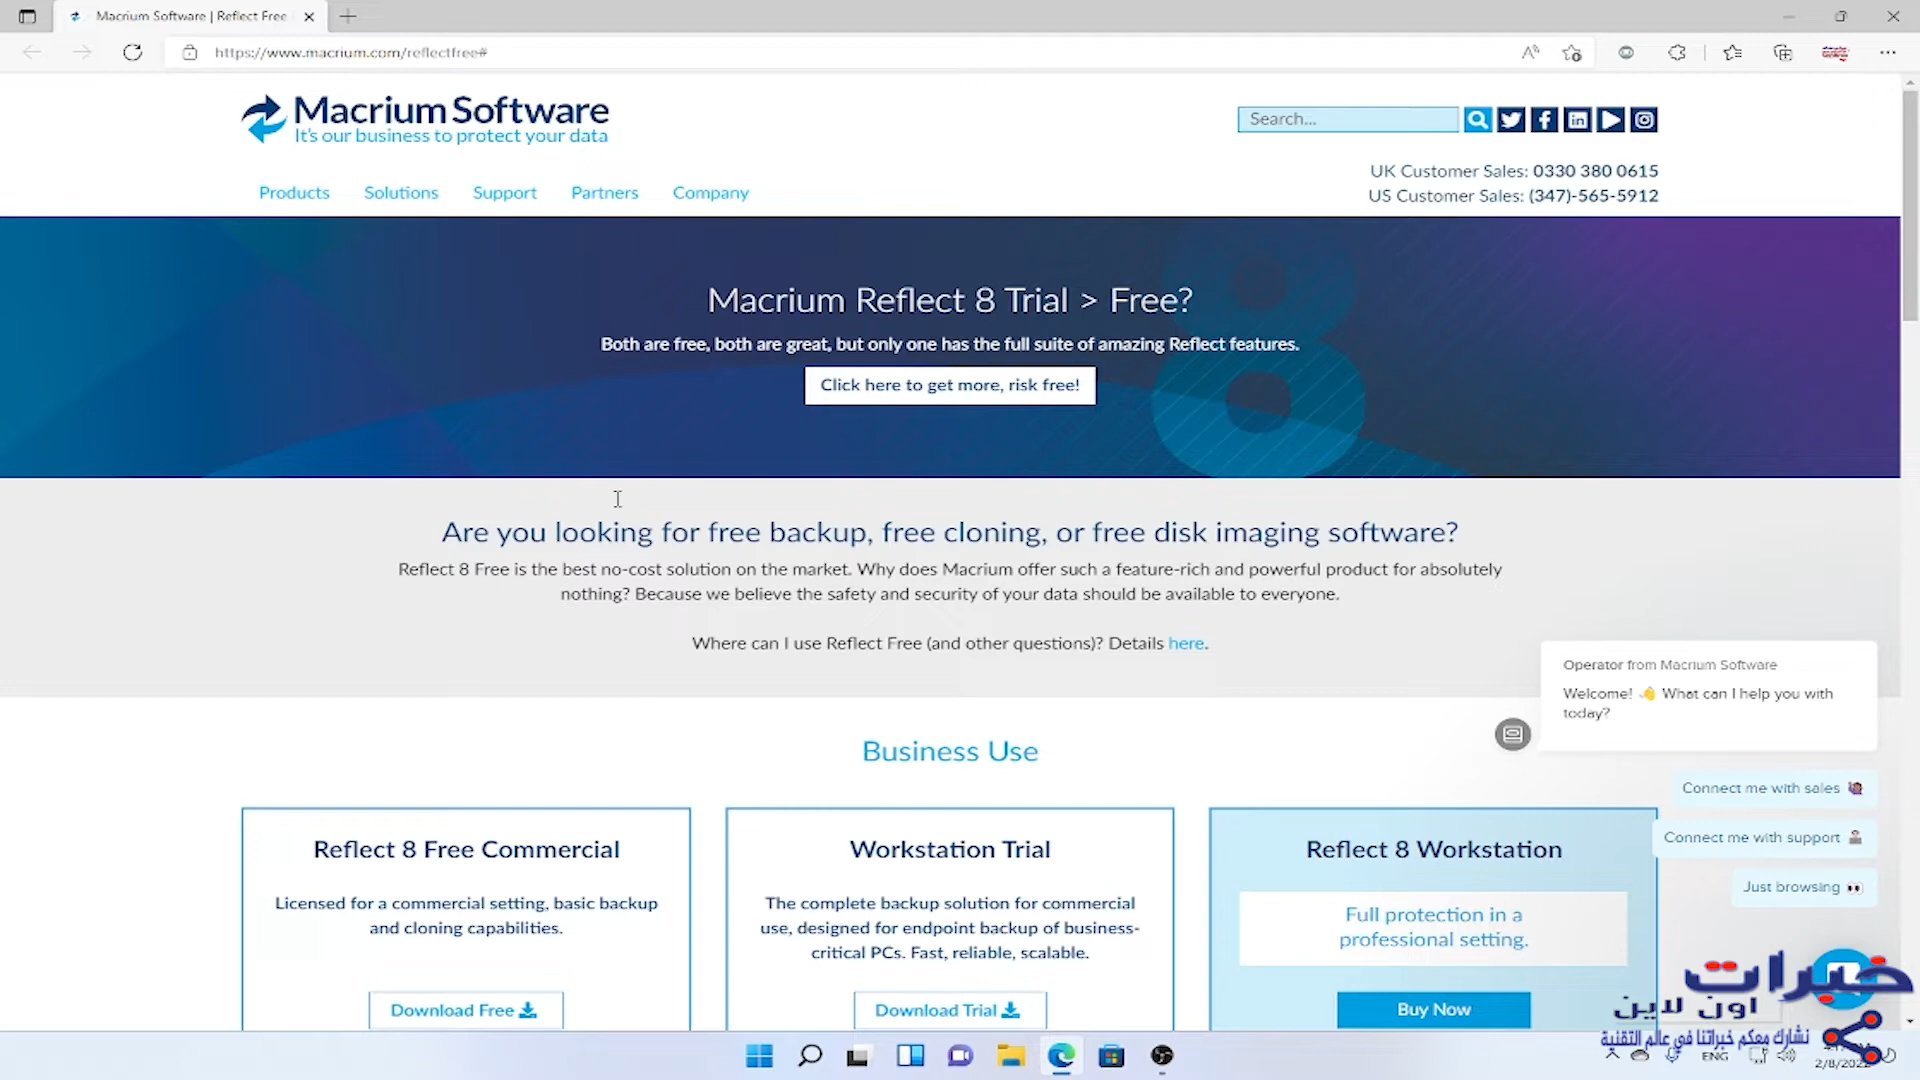 Macrium Software | Reflect Free
https://www.macrium.com/reflectfree#
Macrium Software
It's our business to protect your data
Search...
UK Customer Sales: 0330 380 0615
US Customer Sales: (347)-565-5912
Products Solutions Support Partners Company
Macrium Reflect 8 Trial > Free?
Both are free, both are great, but only one has the full suite of amazing Reflect features.
Click here to get more, risk free!
Are you looking for free backup, free cloning, or free disk imaging software?
Reflect 8 Free is the best no-cost solution on the market. Why does Macrium offer such a feature-rich and powerful product for absolutely
nothing? Because we believe the safety and security of your data should be available to everyone.
Where can I use Reflect Free (and other questions)? Details here.
Operator from Macrium Software
Welcome! 👋 What can I help you with
today?
Connect me with sales
Connect me with support
Just browsing 👀
Business Use
Reflect 8 Free Commercial
Licensed for a commercial setting, basic backup
and cloning capabilities.
Download Free
Workstation Trial
The complete backup solution for commercial
use, designed for endpoint backup of business-
critical PCs. Fast, reliable, scalable.
Download Trial
Reflect 8 Workstation
Full protection in a
professional setting.
Buy Now
خبرات
اون لاين
نشارك معكم خبراتنا في عالم التقنية
ENG